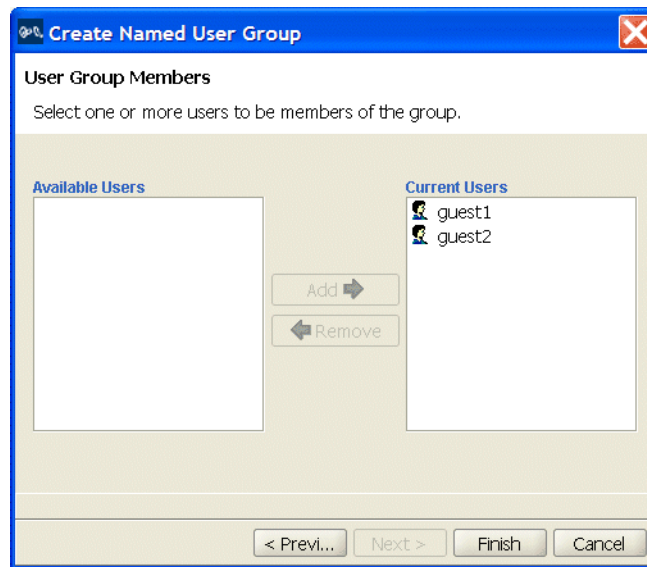 Create Named User Group
User Group Members
Select one or more users to be members of the group.
Available Users
Current Users
guest1
guest2
Add
Remove
< Previ... Next > Finish Cancel